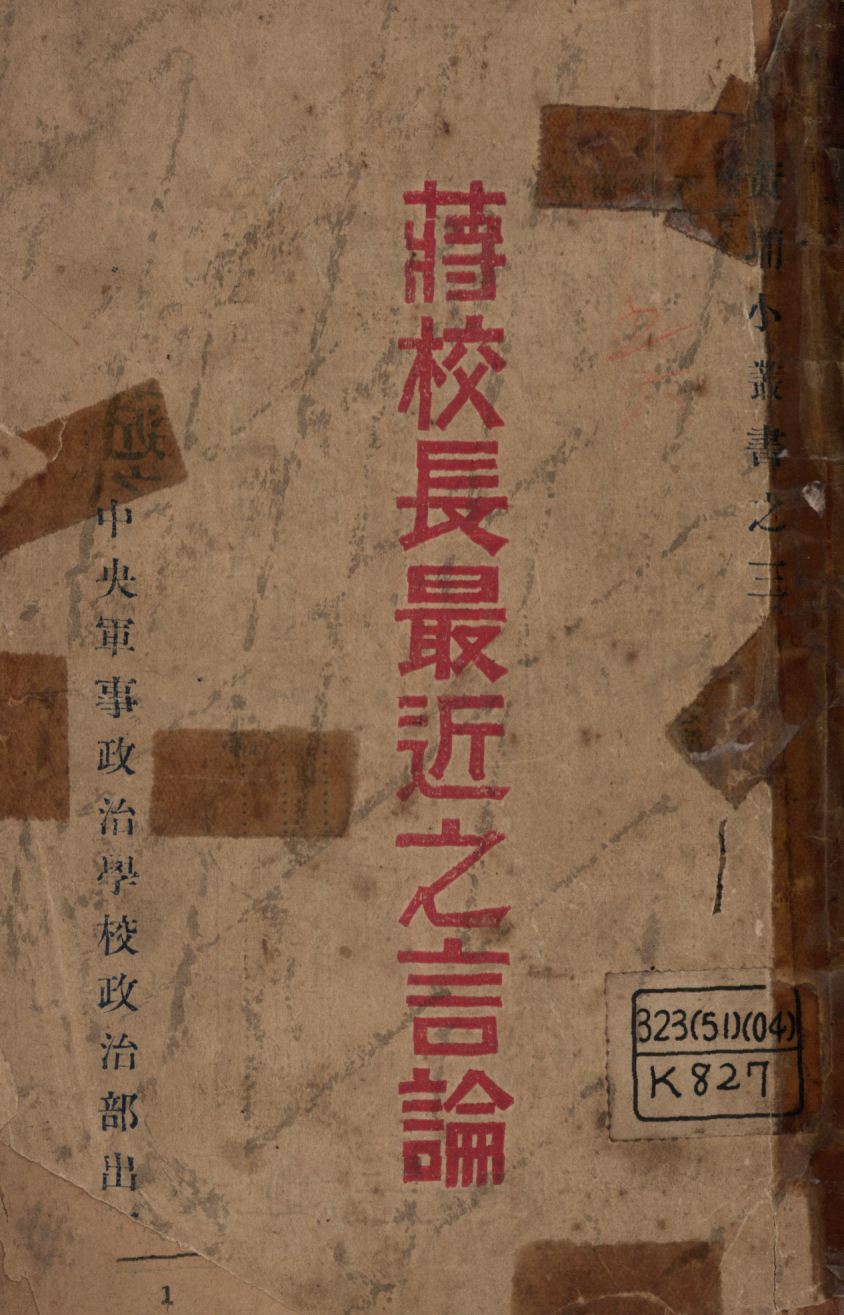 黃埔小叢書之三
蔣校長最近之言論
中央軍事政治學校政治部出
323(51)(04)
K827
1